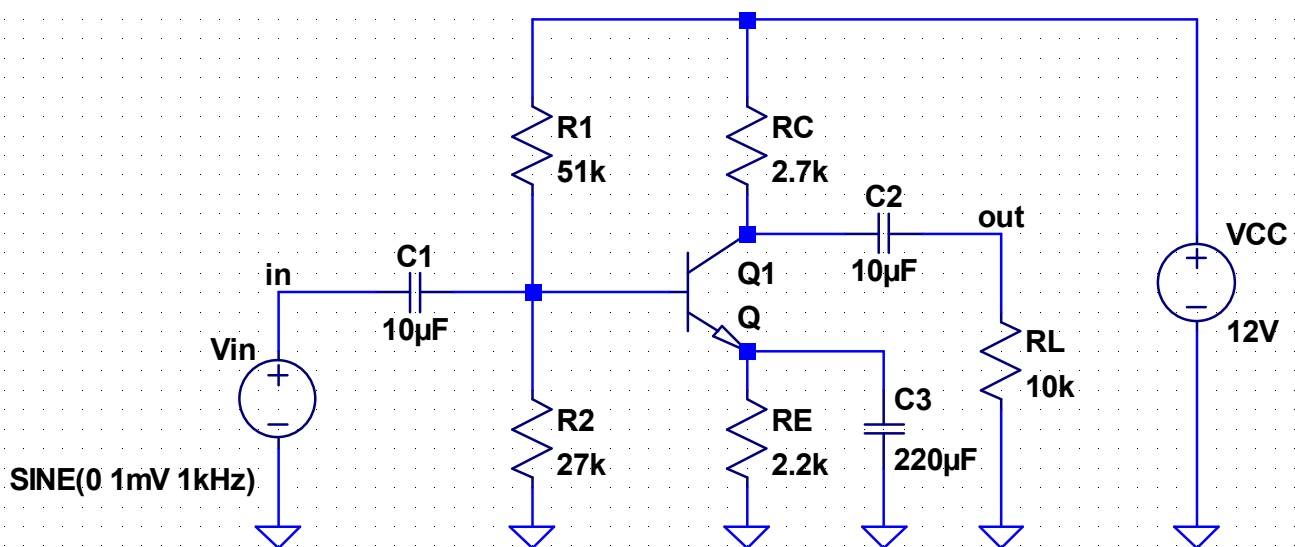 R1
51k
RC
2.7k
C2
10µF
out
VCC
12V
in
C1
10µF
Q1
Q
Vin
SINE(0 1mV 1kHz)
R2
27k
RE
2.2k
C3
220µF
RL
10k